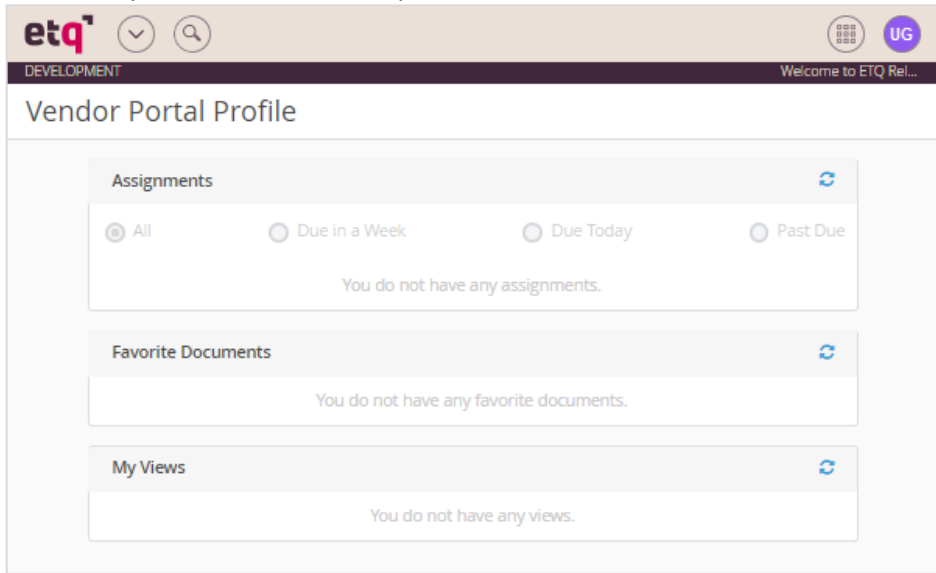 etq
UG
DEVELOPMENT Welcome to ETQ Rel...
Vendor Portal Profile
Assignments
All Due in a Week Due Today Past Due
You do not have any assignments.
Favorite Documents
You do not have any favorite documents.
My Views
You do not have any views.